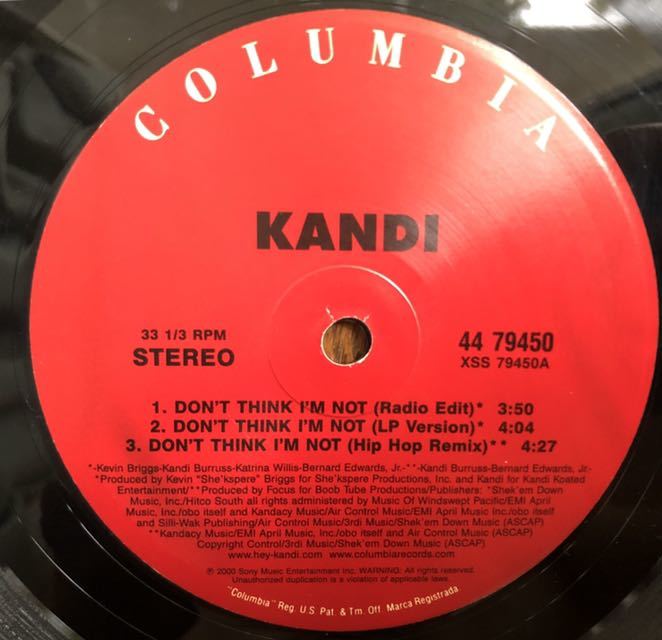 COLUMBIA
KANDI
33 1/3 RPM
STEREO
44 79450
XSS 79450A
1. DON'T THINK I'M NOT (Radio Edit)* 3:50
2. DON'T THINK I'M NOT (LP Version)* 4:04
3. DON'T THINK I'M NOT (Hip Hop Remix)** 4:27
*-Kevin Briggs-Kandi Burruss-Katrina Willis-Bernard Edwards, Jr.-**-Kandi Burruss-Bernard Edwards, Jr.-
*Produced by Kevin "She'kspere" Briggs for She'kspere Productions, Inc. and Kandi for Kandi Koated
Entertainment/**Produced by Focus for Boob Tube Productions/Publishers: *Shek'em Down
Music, Inc./Hitco South all rights administered by Music Of Windswept Pacific/EMI April
Music, Inc./obo itself and Kandacy Music/Air Control Music/EMI April Music Inc./obo itself
and Silli-Wak Publishing/Air Control Music/3rdi Music/Shek'em Down Music (ASCAP)
**Kandacy Music/EMI April Music Inc./obo itself and Air Control Music (ASCAP)
Copyright Control/3rdi Music/Shek'em Down Music (ASCAP)
www.hey-kandi.com www.columbiarecords.com
℗ 2000 Sony Music Entertainment Inc. WARNING: All rights reserved.
Unauthorized duplication is a violation of applicable laws.
"Columbia" Reg. U.S. Pat. & Tm. Off. Marca Registrada